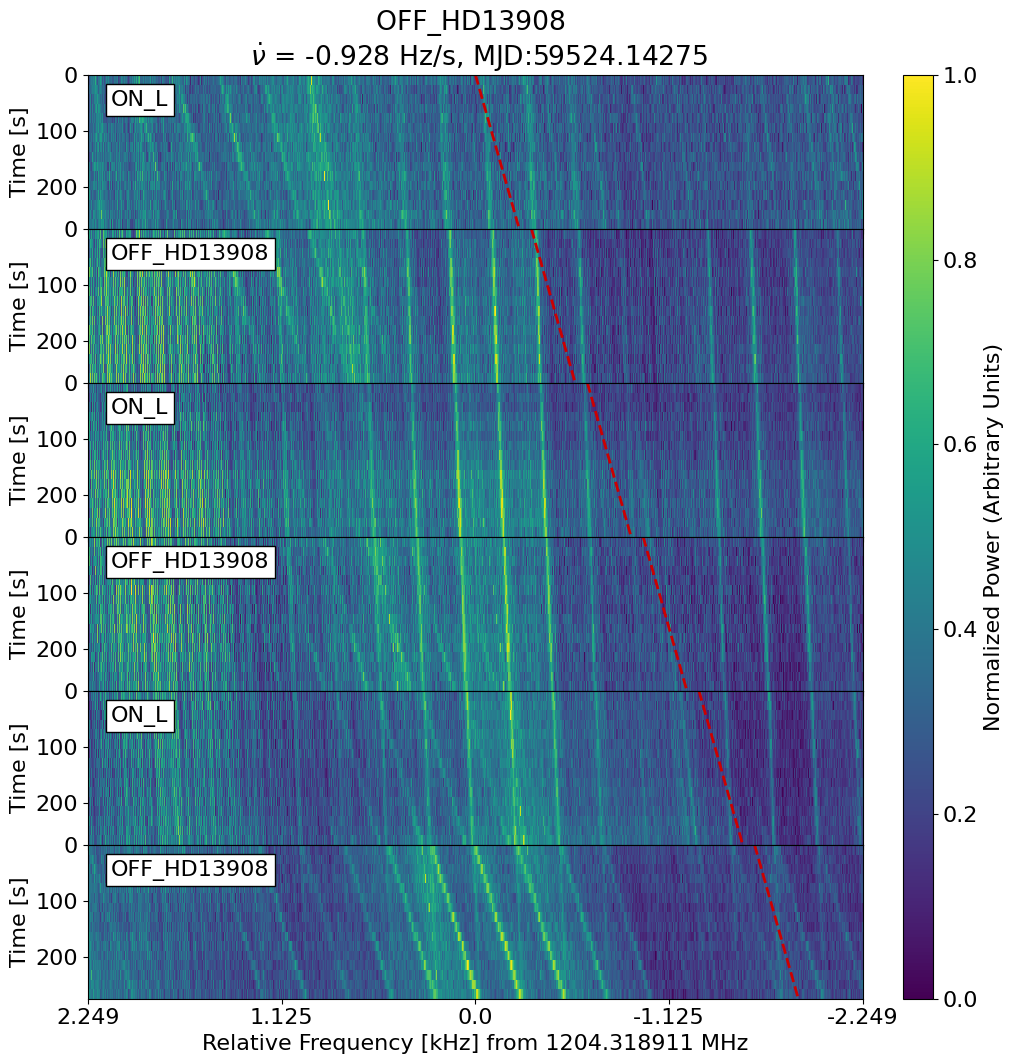 OFF_HD13908
ν̇ = -0.928 Hz/s, MJD:59524.14275
0
100
200
Time [s]
ON_L
0
100
200
Time [s]
OFF_HD13908
0
100
200
Time [s]
ON_L
0
100
200
Time [s]
OFF_HD13908
0
100
200
Time [s]
ON_L
0
100
200
Time [s]
OFF_HD13908
2.249 1.125 0.0 -1.125 -2.249
Relative Frequency [kHz] from 1204.318911 MHz
1.0
0.8
0.6
0.4
0.2
0.0
Normalized Power (Arbitrary Units)